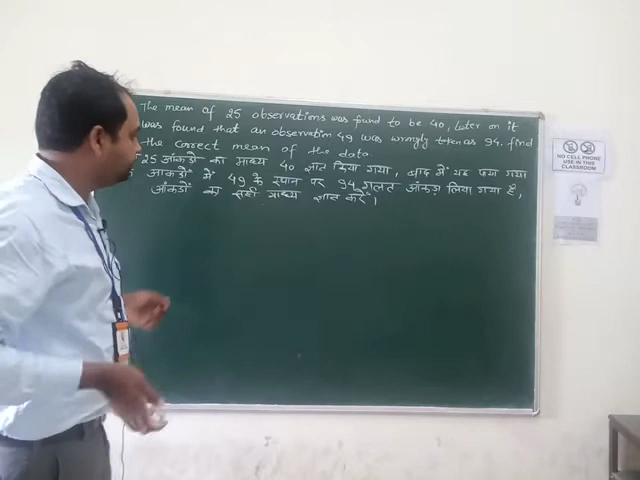 The mean of 25 observations was found to be 40, Later on it
was found that an observation 49 was wrongly taken as 94. find
the correct mean of the data.
25 आंकडो का माध्य 40 ज्ञात किया गया, बाद में यह पाया गया
आकडों में 49 के स्थान पर 94 गलत आंकड़ा लिया गया है,
आँकडों का सही माध्य ज्ञात करें।
NO CELL PHONE
USE IN THIS
CLASSROOM